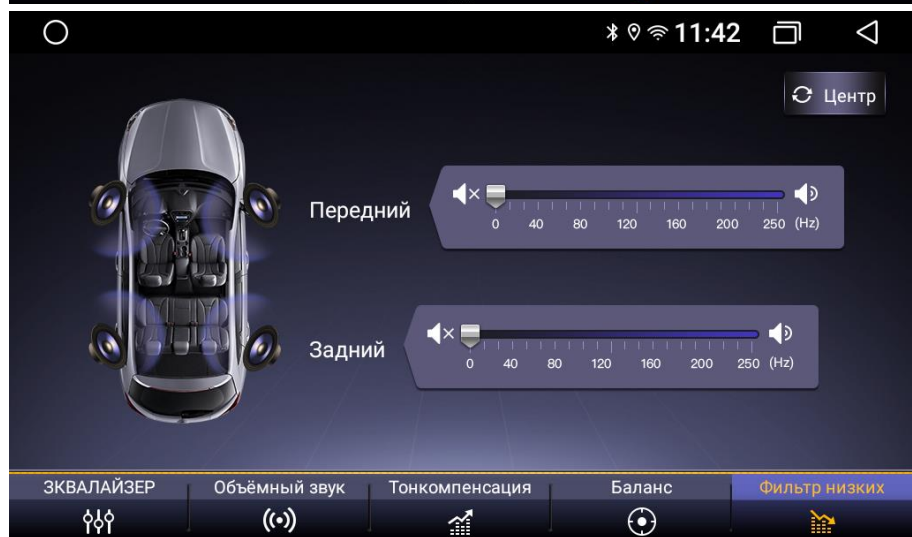 11:42
Центр
Передний
0 40 80 120 160 200 250 (Hz)
Задний
0 40 80 120 160 200 250 (Hz)
ЗКВАЛАЙЗЕР Объёмный звук Тонкомпенсация Баланс Фильтр низких